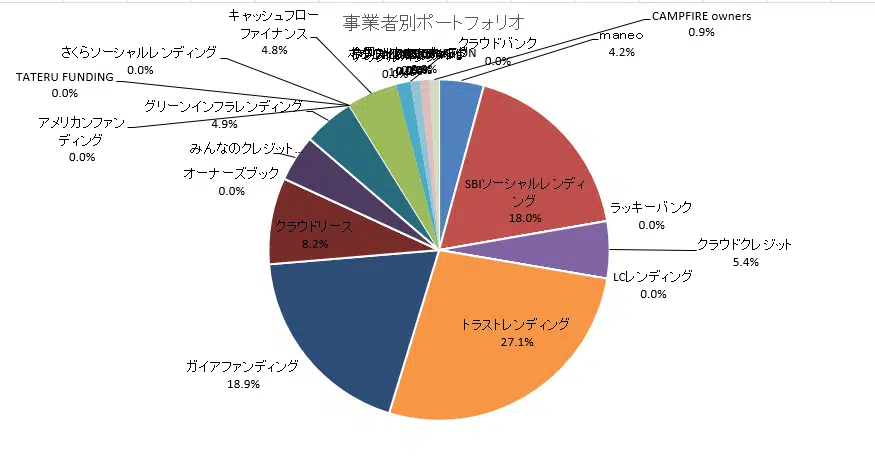 事業者別ポートフォリオ
キャッシュフロー
ファイナンス
4.8%
さくらソーシャルレンディング
0.0%
TATERU FUNDING
0.0%
アメリカンファン
ディング
0.0%
グリーンインフラレンディング
4.9%
みんなのクレジット...
オーナーズブック
0.0%
クラウドリース
8.2%
ガイアファンディング
18.9%
トラストレンディング
27.1%
LCレンディング
0.0%
クラウドクレジット
5.4%
ラッキーバンク
0.0%
SBIソーシャルレンディ
ング
18.0%
maneo
4.2%
クラウドバンク
0.0%
CAMPFIRE owners
0.9%